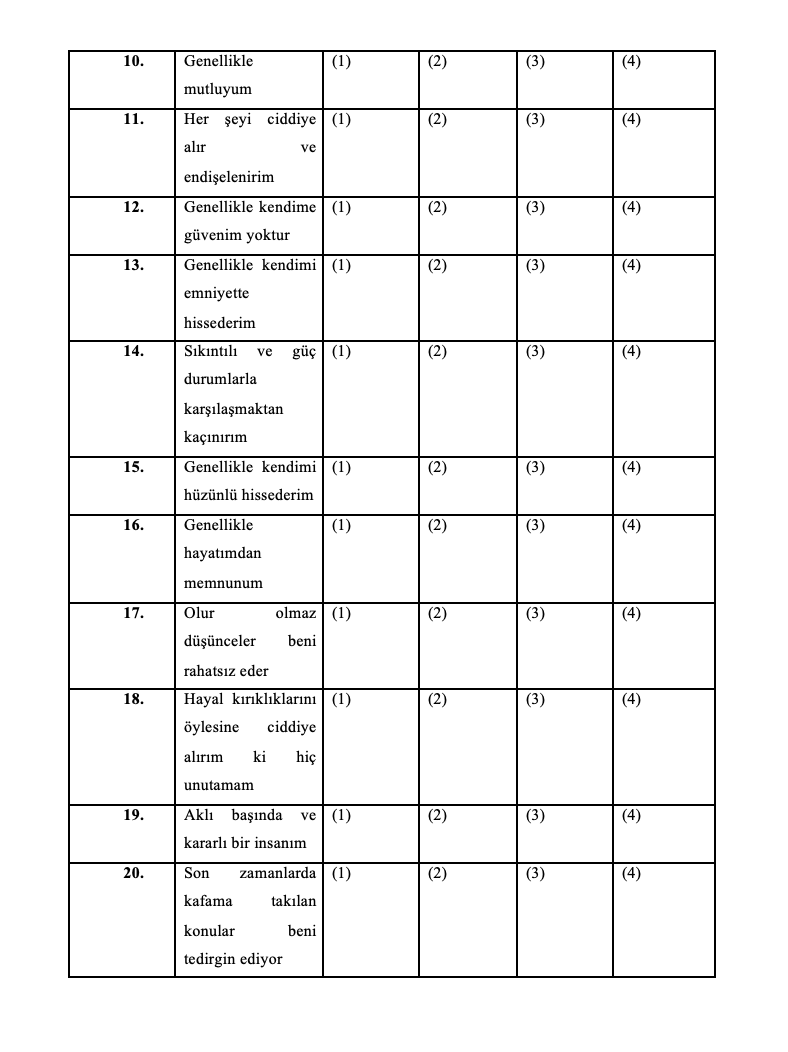 10. Genellikle (1) (2) (3) (4)
mutluyum
11. Her şeyi ciddiye (1) (2) (3) (4)
alır ve
endişelenirim
12. Genellikle kendime (1) (2) (3) (4)
güvenim yoktur
13. Genellikle kendimi (1) (2) (3) (4)
emniyette
hissederim
14. Sıkıntılı ve güç (1) (2) (3) (4)
durumlarla
karşılaşmaktan
kaçınırım
15. Genellikle kendimi (1) (2) (3) (4)
hüzünlü hissederim
16. Genellikle (1) (2) (3) (4)
hayatımdan
memnunum
17. Olur olmaz (1) (2) (3) (4)
düşünceler beni
rahatsız eder
18. Hayal kırıklıklarını (1) (2) (3) (4)
öylesine ciddiye
alırım ki hiç
unutamam
19. Aklı başında ve (1) (2) (3) (4)
kararlı bir insanım
20. Son zamanlarda (1) (2) (3) (4)
kafama takılan
konular beni
tedirgin ediyor